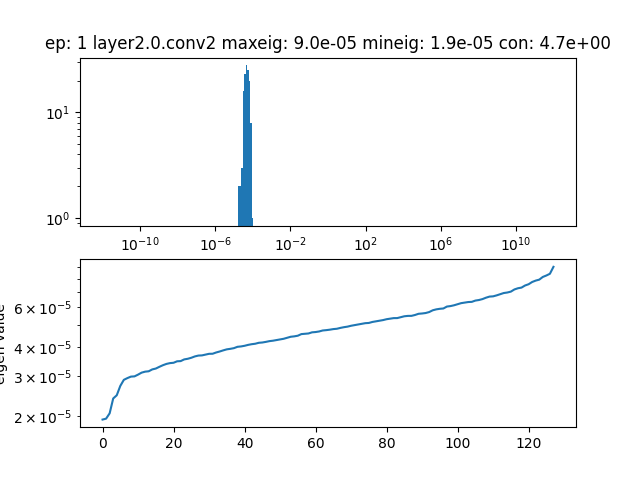 ep: 1 layer2.0.conv2 maxeig: 9.0e-05 mineig: 1.9e-05 con: 4.7e+00
10¹
10⁰
10⁻¹⁰ 10⁻⁶ 10⁻² 10² 10⁶ 10¹⁰
eigen value
6 × 10⁻⁵
4 × 10⁻⁵
3 × 10⁻⁵
2 × 10⁻⁵
0 20 40 60 80 100 120